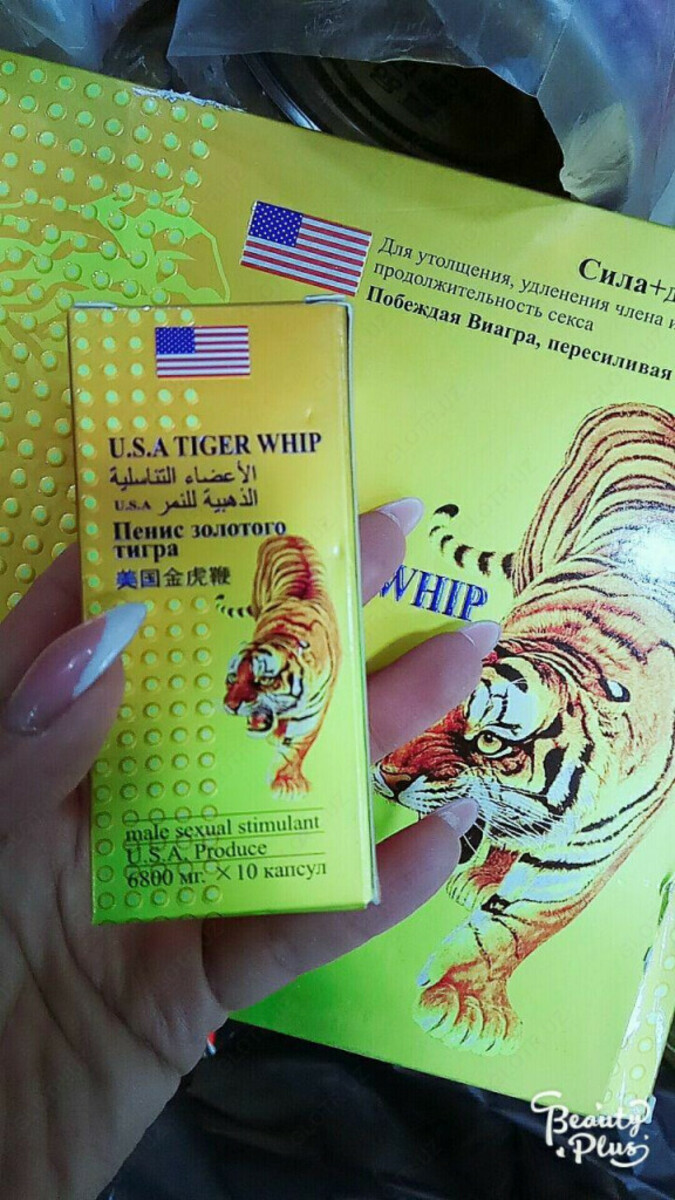 Сила+
Для утолщения, удленения члена и
продолжительность секса
Побеждая Виагра, пересиливая
WHIP
U.S.A TIGER WHIP
الأعضاء التناسلية
الذهبية للنمر U.S.A
Пенис золотого
тигра
美国金虎鞭
male sexual stimulant
U.S.A. Produce
6800 мг. ×10 капсул
Beauty
Plus